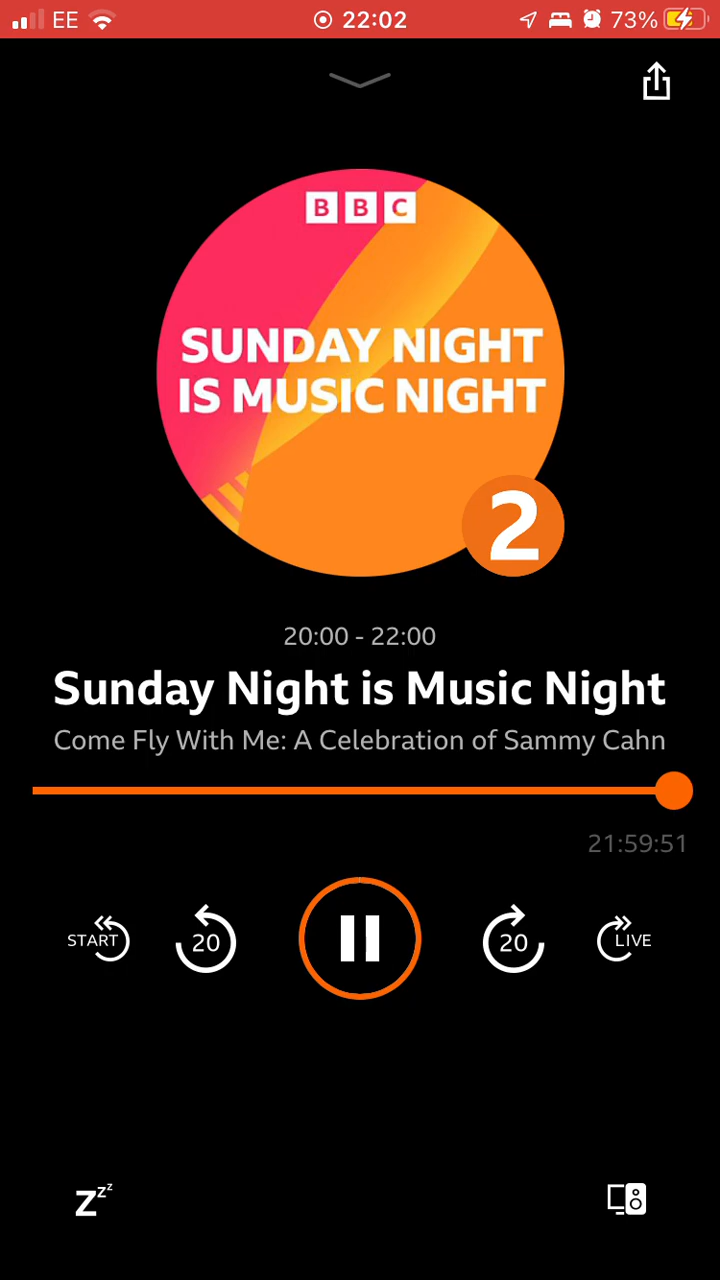 EE 22:02 73%
BBC
SUNDAY NIGHT
IS MUSIC NIGHT
2
20:00 - 22:00
Sunday Night is Music Night
Come Fly With Me: A Celebration of Sammy Cahn
21:59:51
START 20 20 LIVE
Zzz